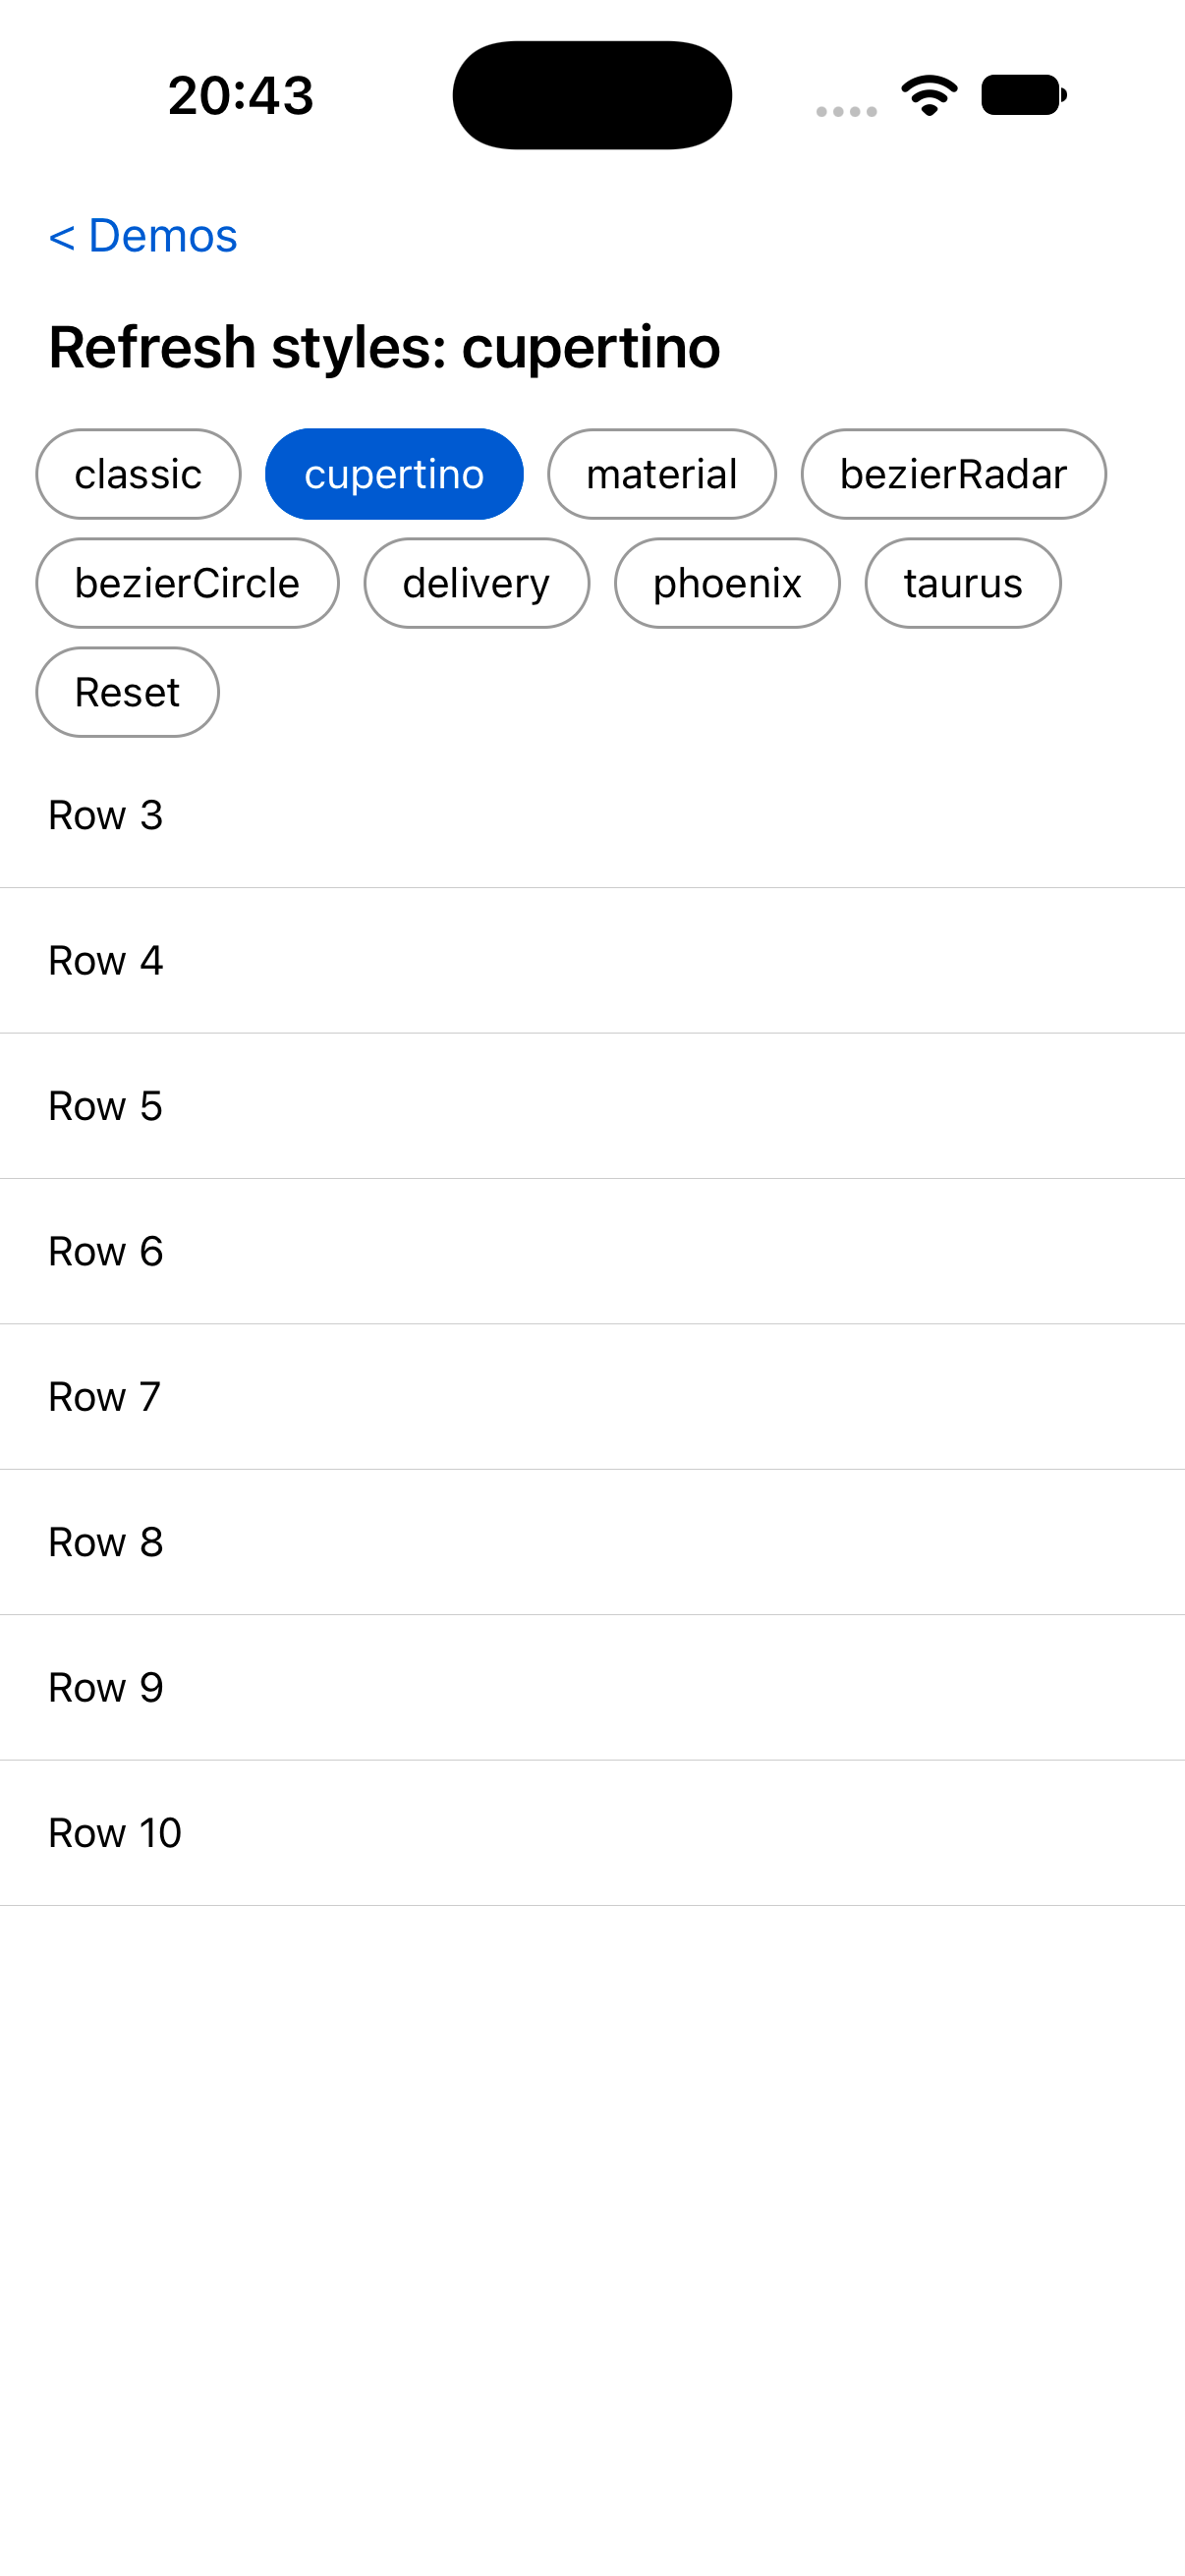 20:43
< Demos
Refresh styles: cupertino
classic cupertino material bezierRadar
bezierCircle delivery phoenix taurus
Reset
Row 3
Row 4
Row 5
Row 6
Row 7
Row 8
Row 9
Row 10